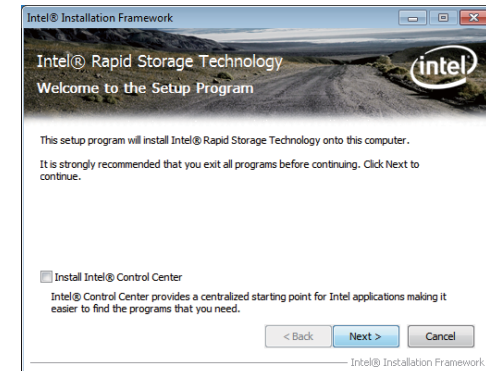 Intel® Installation Framework
Intel® Rapid Storage Technology
Welcome to the Setup Program
intel
This setup program will install Intel® Rapid Storage Technology onto this computer.
It is strongly recommended that you exit all programs before continuing. Click Next to
continue.
Install Intel® Control Center
Intel® Control Center provides a centralized starting point for Intel applications making it
easier to find the programs that you need.
< Back
Next >
Cancel
Intel® Installation Framework